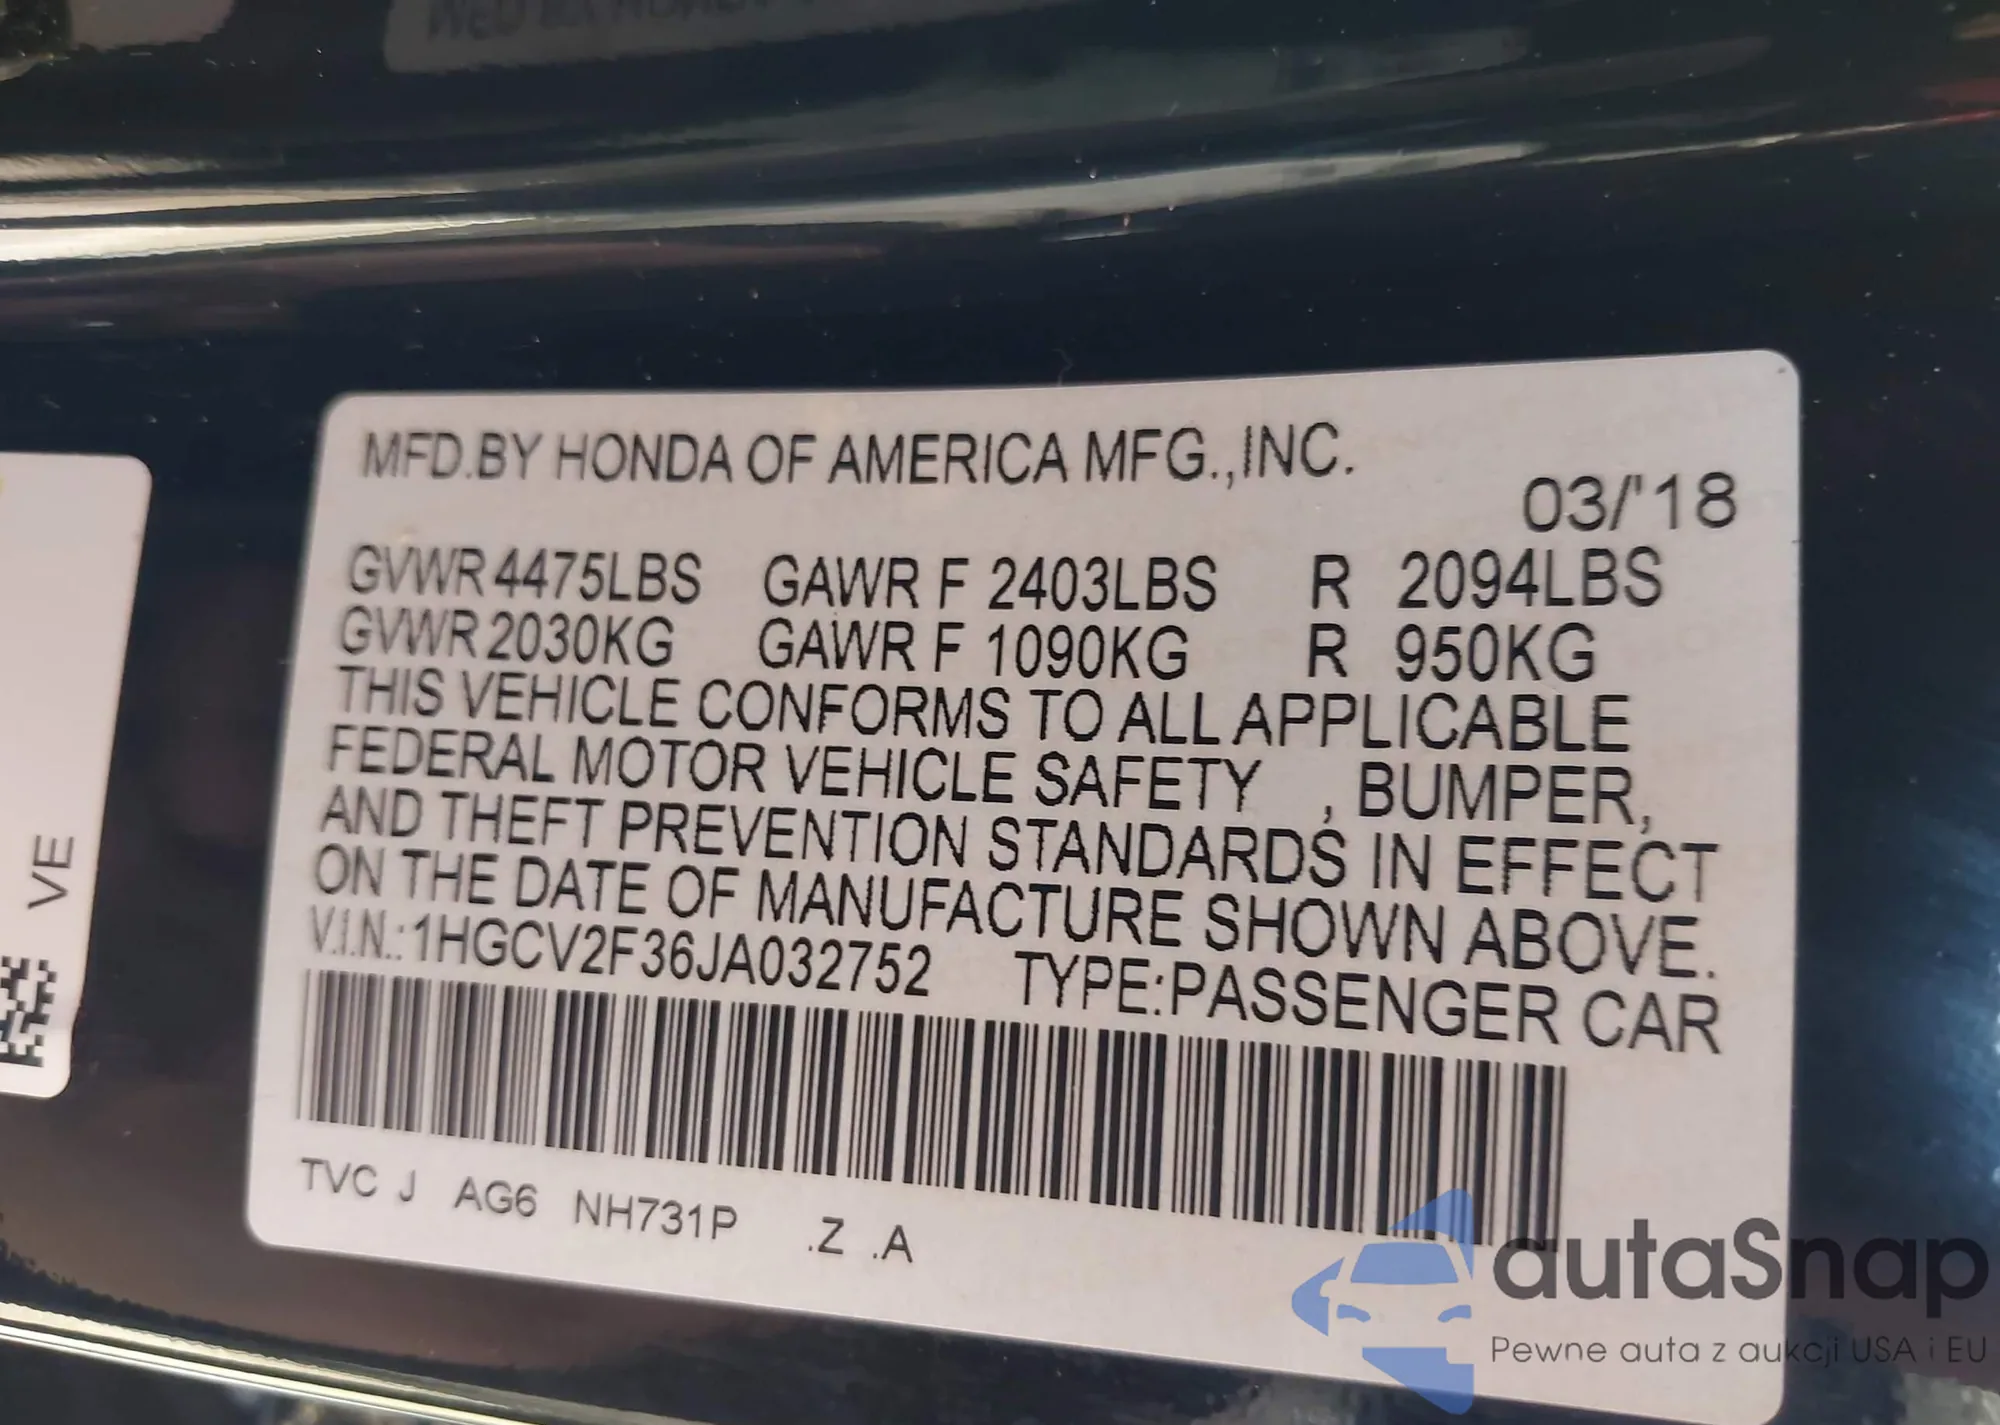 MFD.BY HONDA OF AMERICA MFG.,INC.
03/'18
GVWR 4475LBS GAWR F 2403LBS R 2094LBS
GVWR 2030KG GAWR F 1090KG R 950KG
THIS VEHICLE CONFORMS TO ALL APPLICABLE
FEDERAL MOTOR VEHICLE SAFETY , BUMPER,
AND THEFT PREVENTION STANDARDS IN EFFECT
ON THE DATE OF MANUFACTURE SHOWN ABOVE.
V.I.N.:1HGCV2F36JA032752 TYPE:PASSENGER CAR
TVC J AG6 NH731P .Z .A
VE
autaSnap
Pewne auta z aukcji USA i EU